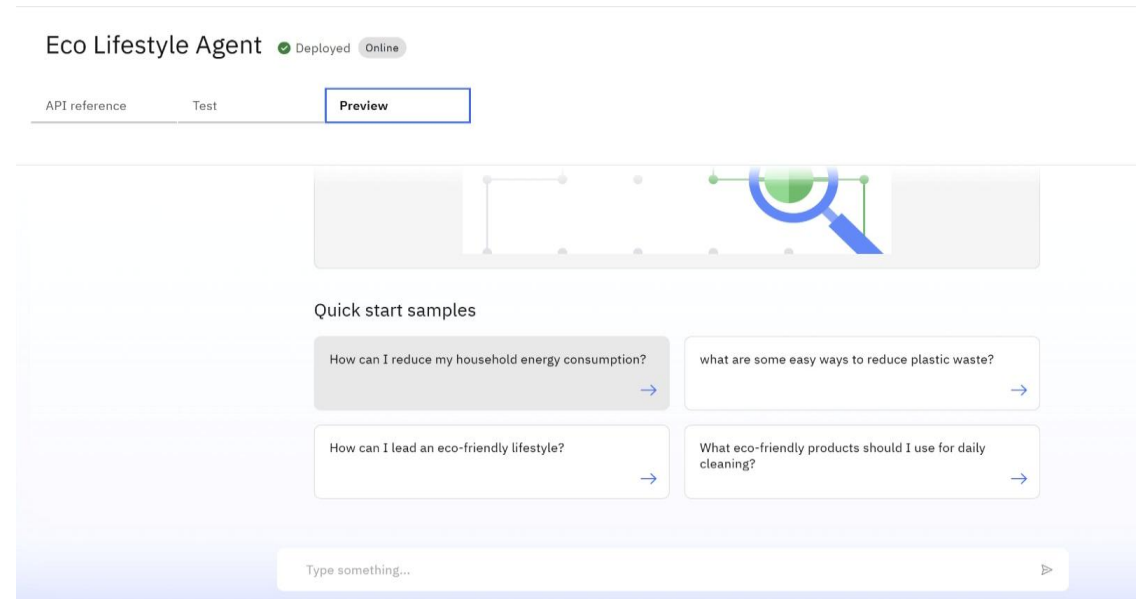 Eco Lifestyle Agent Deployed Online
API reference Test Preview
Quick start samples
How can I reduce my household energy consumption?
what are some easy ways to reduce plastic waste?
How can I lead an eco-friendly lifestyle?
What eco-friendly products should I use for daily
cleaning?
Type something...